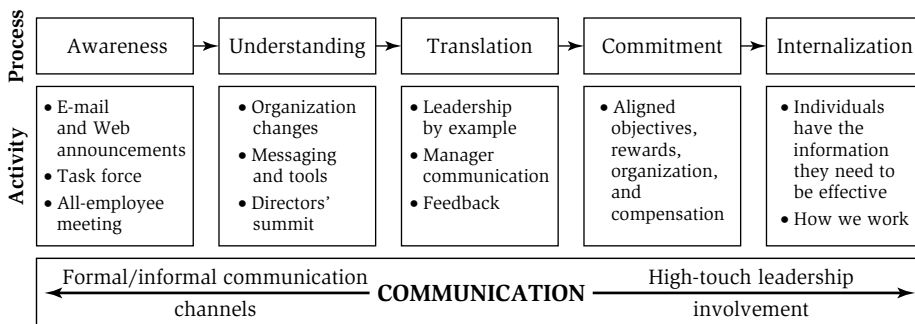 Process
Awareness
Understanding
Translation
Commitment
Internalization
Activity
• E-mail
and Web
announcements
• Task force
• All-employee
meeting
• Organization
changes
• Messaging
and tools
• Directors'
summit
• Leadership
by example
• Manager
communication
• Feedback
• Aligned
objectives,
rewards,
organization,
and
compensation
• Individuals
have the
information
they need to
be effective
• How we work
Formal/informal communication
channels
COMMUNICATION
High-touch leadership
involvement